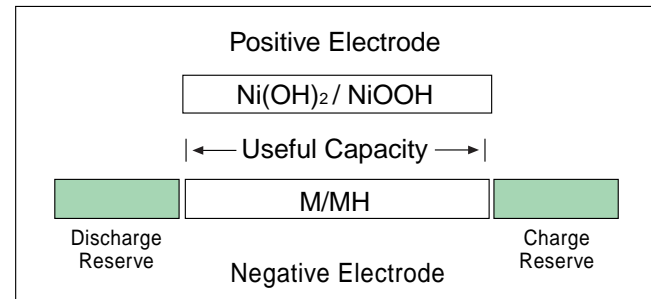 Positive Electrode
Ni(OH)₂ / NiOOH
Useful Capacity
M/MH
Discharge
Reserve
Charge
Reserve
Negative Electrode